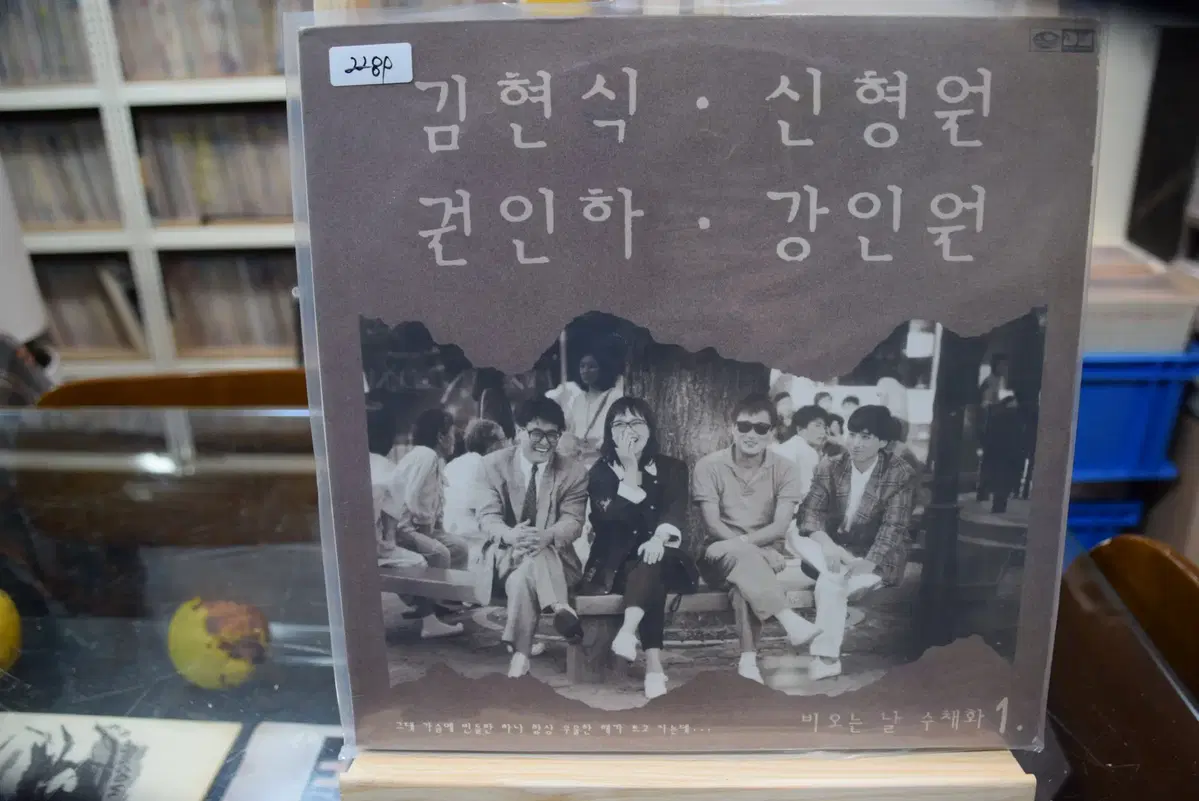 228p
김현식 · 신형원
권인하 · 강인원
비오는 날 수채화 1.